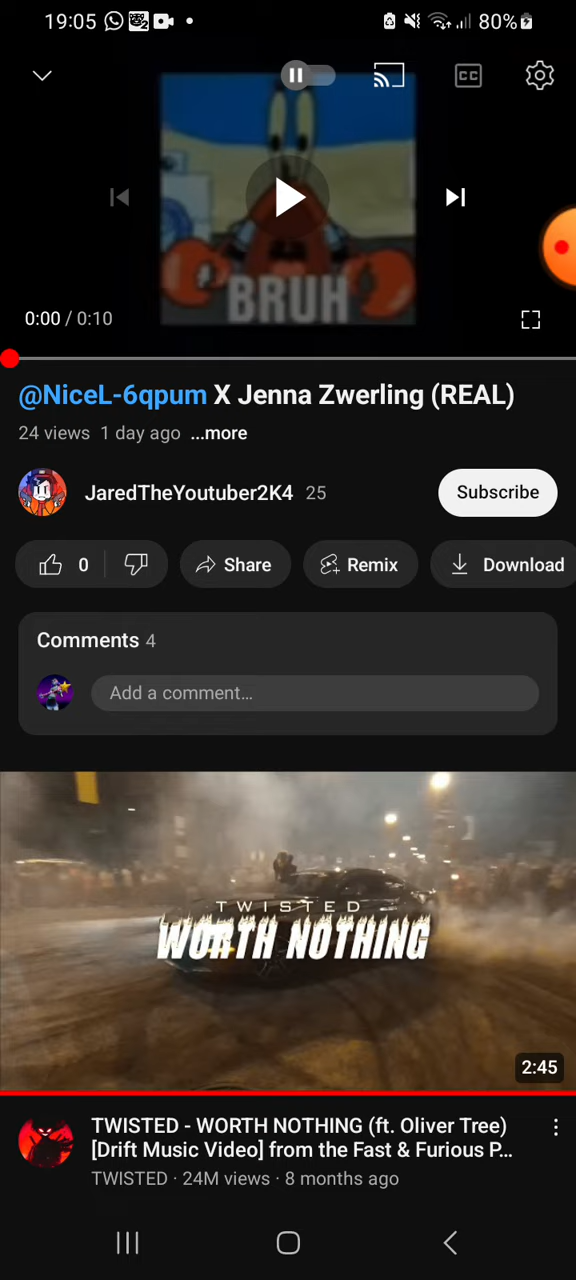 19:05
80%
CC
BRUH
0:00 / 0:10
@NiceL-6qpum X Jenna Zwerling (REAL)
24 views 1 day ago ...more
JaredTheYoutuber2K4 25
Subscribe
0
Share
Remix
Download
Comments 4
Add a comment...
TWISTED
WORTH NOTHING
2:45
TWISTED - WORTH NOTHING (ft. Oliver Tree)
[Drift Music Video] from the Fast & Furious P...
TWISTED · 24M views · 8 months ago